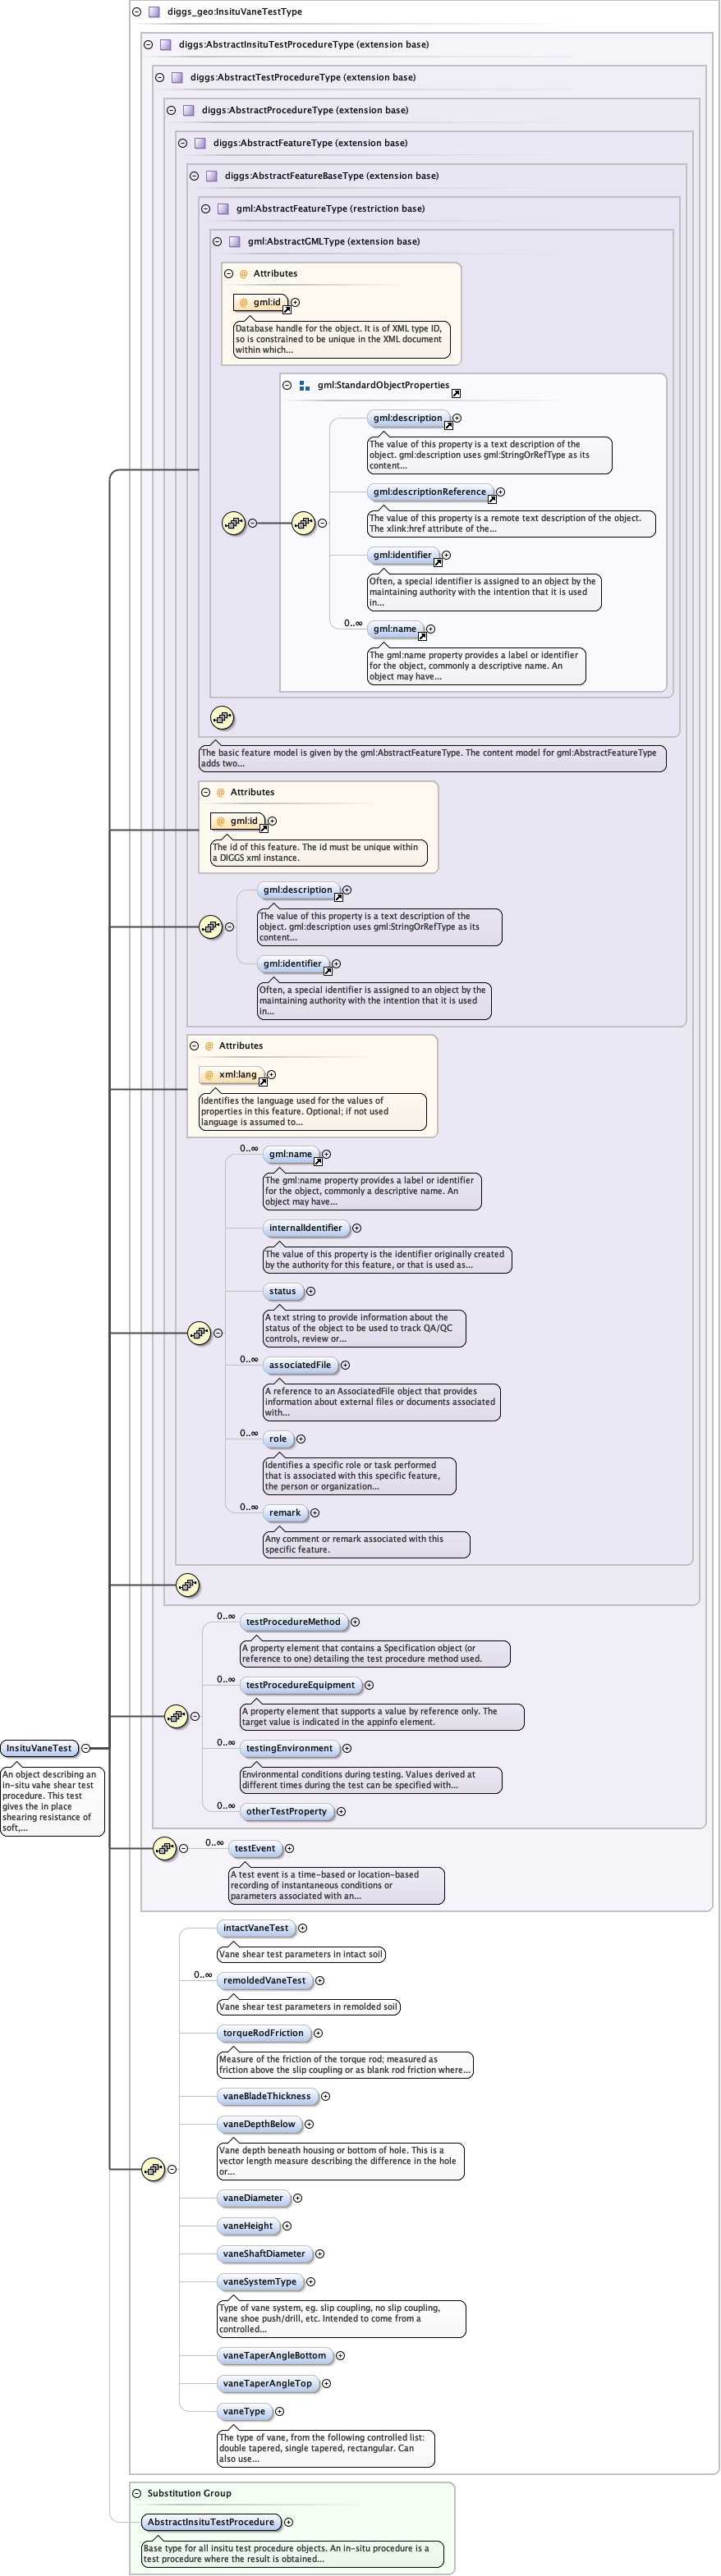 diggs_geo:InsituVaneTestType
diggs:AbstractInsituTestProcedureType (extension base)
diggs:AbstractTestProcedureType (extension base)
diggs:AbstractProcedureType (extension base)
diggs:AbstractFeatureType (extension base)
diggs:AbstractFeatureBaseType (extension base)
gml:AbstractFeatureType (restriction base)
gml:AbstractGMLType (extension base)
@ Attributes
@ gml:id
Database handle for the object. It is of XML type ID,
so is constrained to be unique in the XML document
within which...
gml:StandardObjectProperties
gml:description
The value of this property is a text description of the
object. gml:description uses gml:StringOrRefType as its
content...
gml:descriptionReference
The value of this property is a remote text description of the object.
The xlink:href attribute of the...
gml:identifier
Often, a special identifier is assigned to an object by the
maintaining authority with the intention that it is used
in...
0..∞
gml:name
The gml:name property provides a label or identifier
for the object, commonly a descriptive name. An
object may have...
The basic feature model is given by the gml:AbstractFeatureType. The content model for gml:AbstractFeatureType
adds two...
@ Attributes
@ gml:id
The id of this feature. The id must be unique within
a DIGGS xml instance.
gml:description
The value of this property is a text description of the
object. gml:description uses gml:StringOrRefType as its
content...
gml:identifier
Often, a special identifier is assigned to an object by the
maintaining authority with the intention that it is used
in...
@ Attributes
@ xml:lang
Identifies the language used for the values of
properties in this feature. Optional; if not used
language is assumed to...
0..∞
gml:name
The gml:name property provides a label or identifier
for the object, commonly a descriptive name. An
object may have...
internalIdentifier
The value of this property is the identifier originally created
by the authority for this feature, or that is used as...
status
A text string to provide information about the
status of the object to be used to track QA/QC
controls, review or...
0..∞
associatedFile
A reference to an AssociatedFile object that provides
information about external files or documents associated
with...
0..∞
role
Identifies a specific role or task performed
that is associated with this specific feature,
the person or organization...
0..∞
remark
Any comment or remark associated with this
specific feature.
0..∞
testProcedureMethod
A property element that contains a Specification object (or
reference to one) detailing the test procedure method used.
0..∞
testProcedureEquipment
A property element that supports a value by reference only. The
target value is indicated in the appinfo element.
0..∞
testingEnvironment
Environmental conditions during testing. Values derived at
different times during the test can be specified with...
0..∞
otherTestProperty
InsituVaneTest
An object describing an
in-situ vahe shear test
procedure. This test
gives the in place
shearing resistance of
soft,...
0..∞
testEvent
A test event is a time-based or location-based
recording of instantaneous conditions or
parameters associated with an...
intactVaneTest
Vane shear test parameters in intact soil
0..∞
remoldedVaneTest
Vane shear test parameters in remolded soil
torqueRodFriction
Measure of the friction of the torque rod; measured as
friction above the slip coupling or as blank rod friction where...
vaneBladeThickness
vaneDepthBelow
Vane depth beneath housing or bottom of hole. This is a
vector length measure describing the difference in the hole
or...
vaneDiameter
vaneHeight
vaneShaftDiameter
vaneSystemType
Type of vane system, eg. slip coupling, no slip coupling,
vane shoe push/drill, etc. Intended to come from a
controlled...
vaneTaperAngleBottom
vaneTaperAngleTop
vaneType
The type of vane, from the following controlled list:
double tapered, single tapered, rectangular. Can
also use...
Substitution Group
AbstractInsituTestProcedure
Base type for all insitu test procedure objects. An in-situ procedure is a
test procedure where the result is obtained...